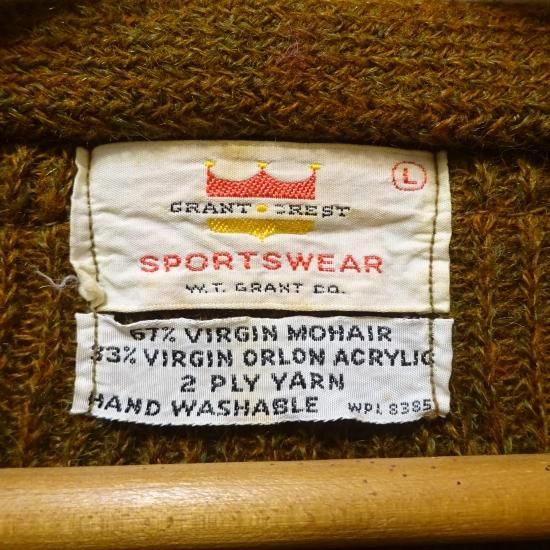 L
GRANT CREST
SPORTSWEAR
W.T. GRANT CO.
67% VIRGIN MOHAIR
33% VIRGIN ORLON ACRYLIC
2 PLY YARN
HAND WASHABLE WPL 8385